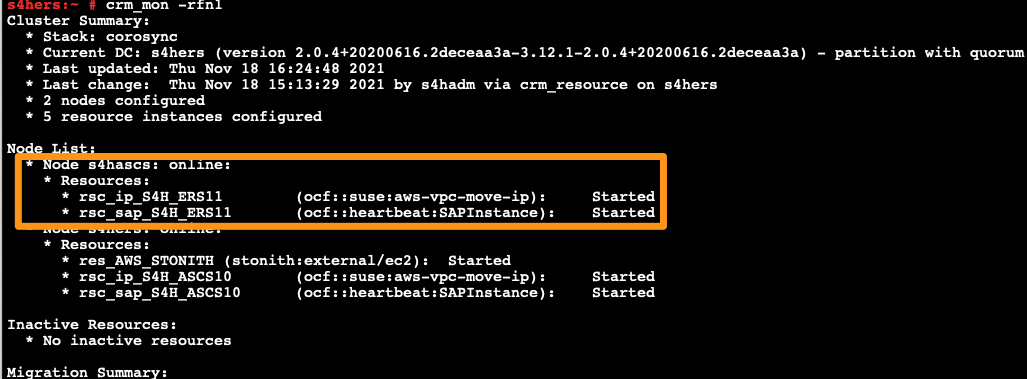 s4hers:~ # crm_mon -rfn1
Cluster Summary:
  * Stack: corosync
  * Current DC: s4hers (version 2.0.4+20200616.2deceaa3a-3.12.1-2.0.4+20200616.2deceaa3a) - partition with quorum
  * Last updated: Thu Nov 18 16:24:48 2021
  * Last change:  Thu Nov 18 15:13:29 2021 by s4hadm via crm_resource on s4hers
  * 2 nodes configured
  * 5 resource instances configured
Node List:
  * Node s4hascs: online:
    * Resources:
      * rsc_ip_S4H_ERS11        (ocf::suse:aws-vpc-move-ip):     Started
      * rsc_sap_S4H_ERS11       (ocf::heartbeat:SAPInstance):    Started
  * Node s4hers: online:
    * Resources:
      * res_AWS_STONITH (stonith:external/ec2):  Started
      * rsc_ip_S4H_ASCS10       (ocf::suse:aws-vpc-move-ip):     Started
      * rsc_sap_S4H_ASCS10      (ocf::heartbeat:SAPInstance):    Started
Inactive Resources:
  * No inactive resources
Migration Summary: